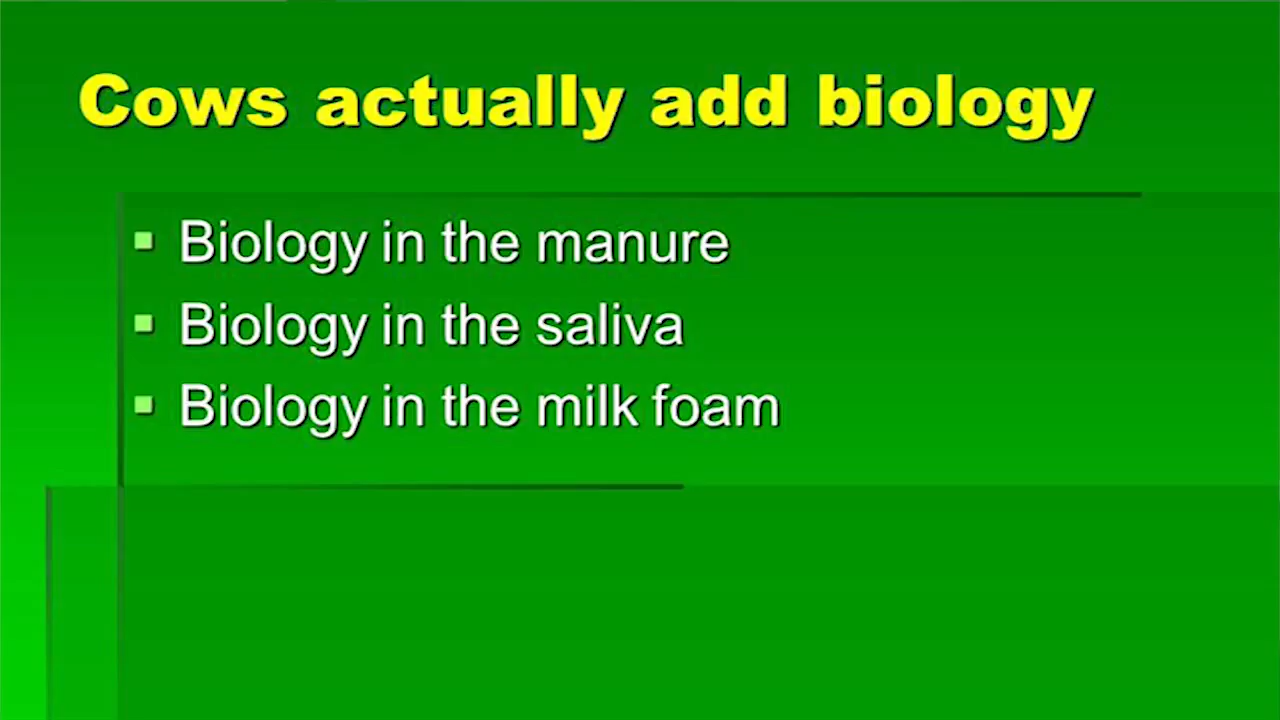 Cows actually add biology
Biology in the manure
Biology in the saliva
Biology in the milk foam